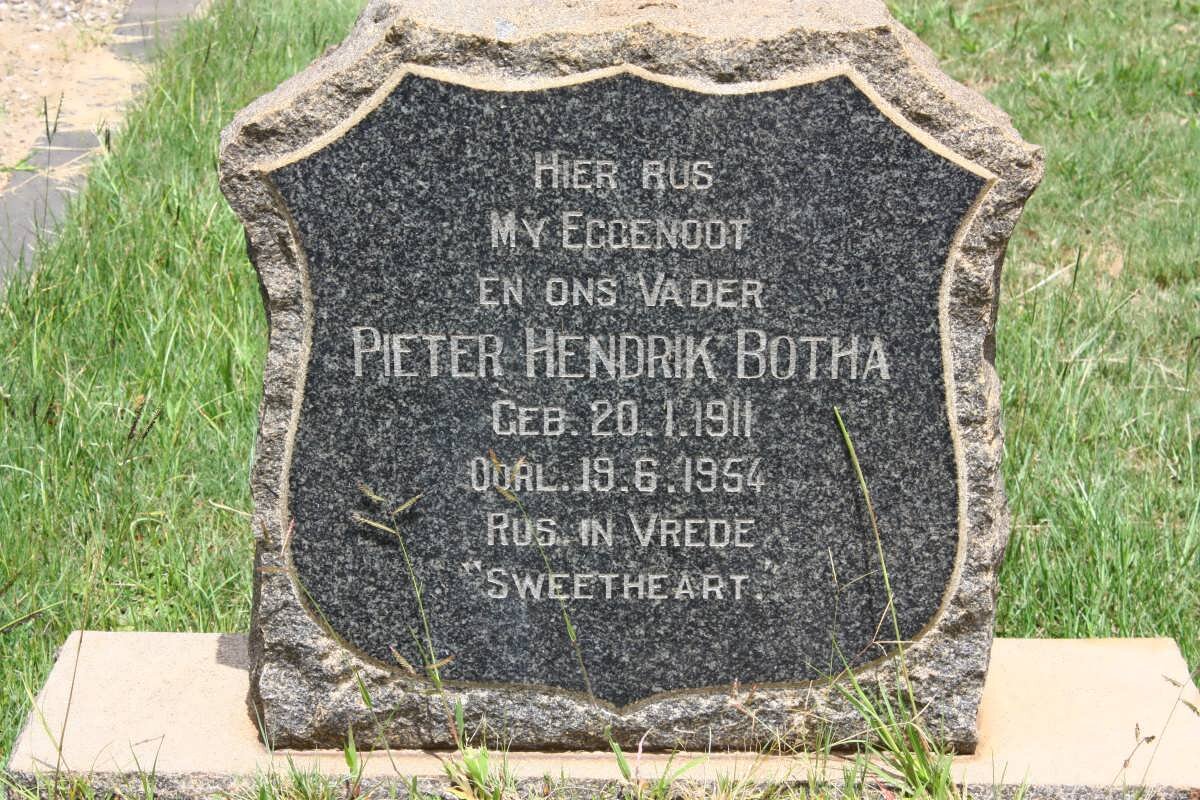 HIER RUS
MY EGGENOOT
EN ONS VADER
PIETER HENDRIK BOTHA
GEB. 20.1.1911
OORL. 19.6.1954
RUS IN VREDE
"SWEETHEART."